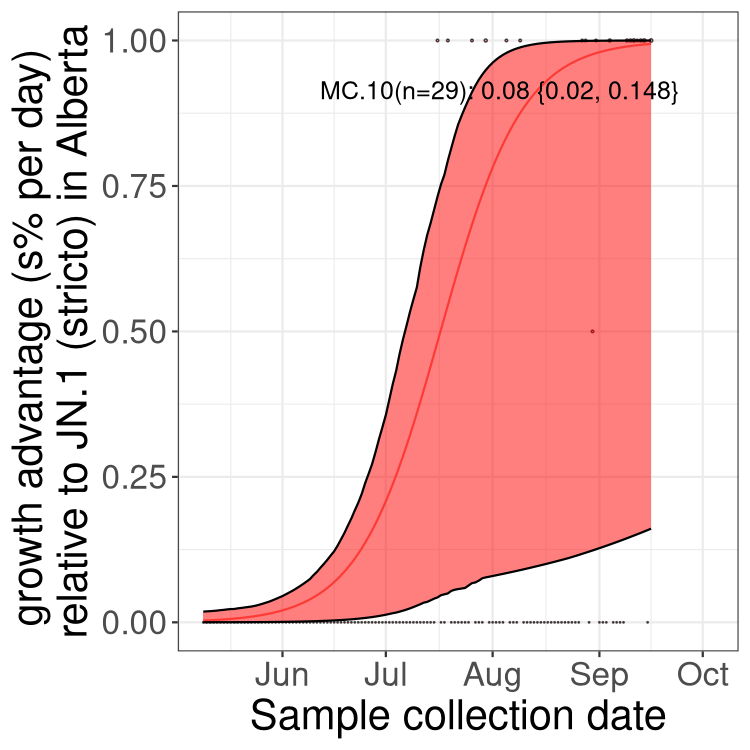 growth advantage (s% per day)
relative to JN.1 (stricto) in Alberta
1.00
0.75
0.50
0.25
0.00
MC.10(n=29): 0.08 {0.02, 0.148}
Jun Jul Aug Sep Oct
Sample collection date